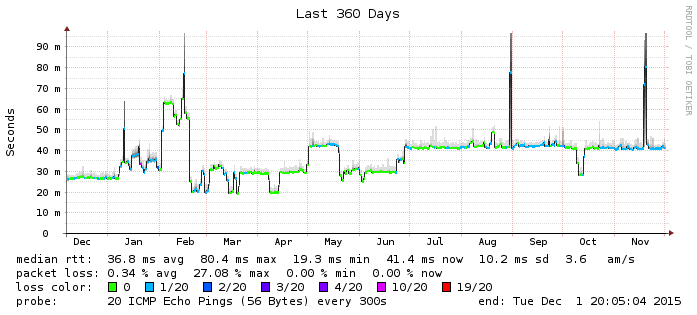 Last 360 Days
RRDTOOL / TOBI OETIKER
Seconds
90 m
80 m
70 m
60 m
50 m
40 m
30 m
20 m
10 m
0
Dec Jan Feb Mar Apr May Jun Jul Aug Sep Oct Nov
median rtt: 36.8 ms avg 80.4 ms max 19.3 ms min 41.4 ms now 10.2 ms sd 3.6 am/s
packet loss: 0.34 % avg 27.08 % max 0.00 % min 0.00 % now
loss color: 0 1/20 2/20 3/20 4/20 10/20 19/20
probe: 20 ICMP Echo Pings (56 Bytes) every 300s end: Tue Dec 1 20:05:04 2015